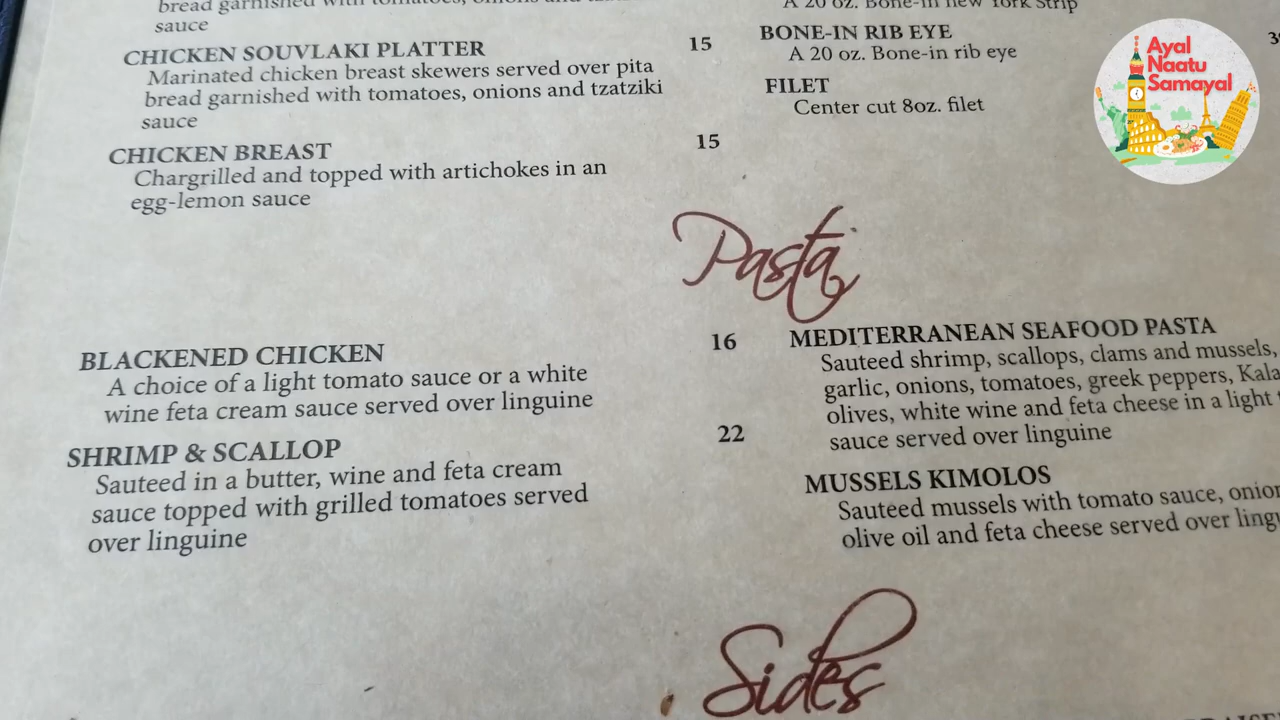 bread garnished with tomatoes, onions and tzatziki
sauce
CHICKEN SOUVLAKI PLATTER 15
Marinated chicken breast skewers served over pita
bread garnished with tomatoes, onions and tzatziki
sauce
CHICKEN BREAST 15
Chargrilled and topped with artichokes in an
egg-lemon sauce
A 20 oz. Bone-in new York Strip
BONE-IN RIB EYE
A 20 oz. Bone-in rib eye
FILET
Center cut 8oz. filet
Ayal
Naatu
Samayal
Pasta
BLACKENED CHICKEN 16
A choice of a light tomato sauce or a white
wine feta cream sauce served over linguine
SHRIMP & SCALLOP 22
Sauteed in a butter, wine and feta cream
sauce topped with grilled tomatoes served
over linguine
MEDITERRANEAN SEAFOOD PASTA
Sauteed shrimp, scallops, clams and mussels,
garlic, onions, tomatoes, greek peppers, Kala
olives, white wine and feta cheese in a light
sauce served over linguine
MUSSELS KIMOLOS
Sauteed mussels with tomato sauce, onion
olive oil and feta cheese served over lingu
Sides